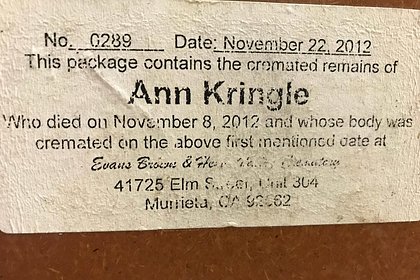 No. 0289 Date: November 22, 2012
This package contains the cremated remains of
Ann Kringle
Who died on November 8, 2012 and whose body was
cremated on the above first mentioned date at
Evans Brown &
41725 Elm Street, Unit 304
Murrieta, CA 92562